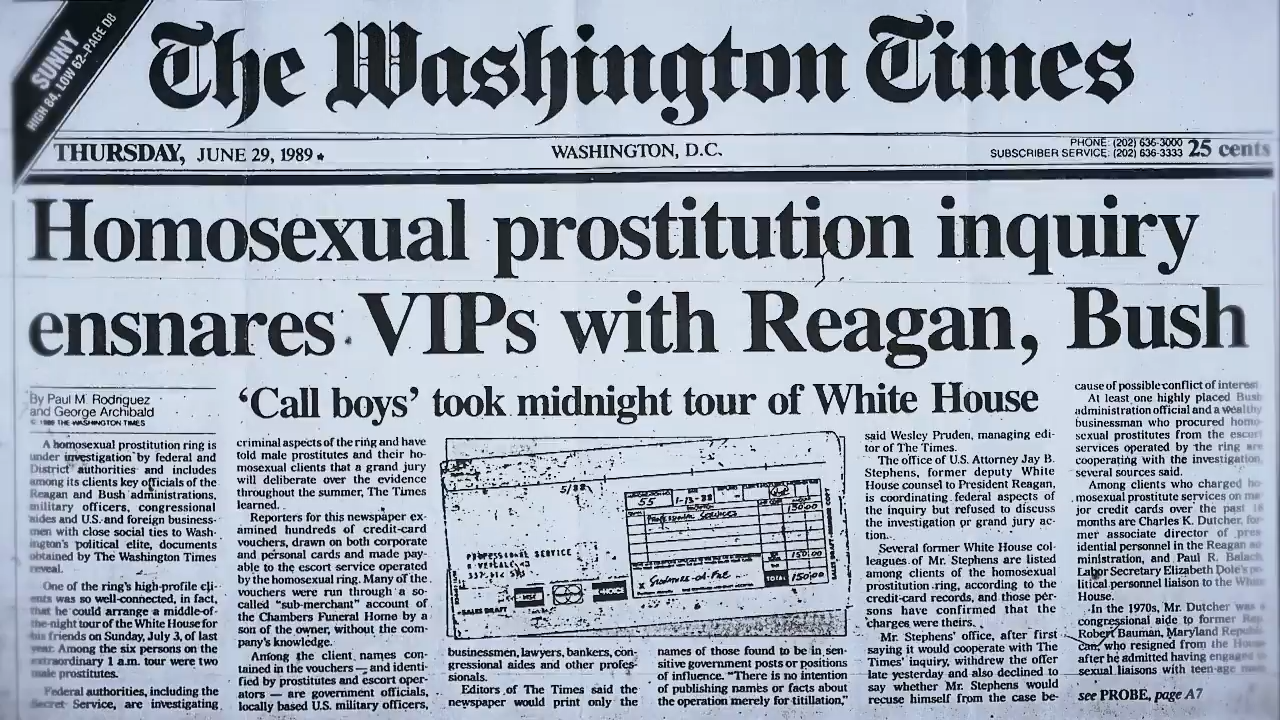 SUNNY
HIGH 84, LOW 62-PAGE D8
The Washington Times
THURSDAY, JUNE 29, 1989
WASHINGTON, D.C.
PHONE: (202) 636-3000
SUBSCRIBER SERVICE: (202) 636-3333
25 cents
Homosexual prostitution inquiry
ensnares VIPs with Reagan, Bush
'Call boys' took midnight tour of White House
By Paul M. Rodriguez
and George Archibald
© 1989 THE WASHINGTON TIMES
A homosexual prostitution ring is
under investigation by federal and
District authorities and includes
among its clients key officials of the
Reagan and Bush administrations,
military officers, congressional
aides and U.S. and foreign business-
men with close social ties to Wash-
ington's political elite, documents
obtained by The Washington Times
reveal.
One of the ring's high-profile cli-
ents was so well-connected, in fact,
that he could arrange a middle-of-
the-night tour of the White House for
his friends on Sunday, July 3, of last
year. Among the six persons on the
extraordinary 1 a.m. tour were two
male prostitutes.
Federal authorities, including the
Secret Service, are investigating
criminal aspects of the ring and have
told male prostitutes and their ho-
mosexual clients that a grand jury
will deliberate over the evidence
throughout the summer, The Times
learned.
Reporters for this newspaper ex-
amined hundreds of credit-card
vouchers, drawn on both corporate
and personal cards and made pay-
able to the escort service operated
by the homosexual ring. Many of the
vouchers were run through a so-
called "sub-merchant" account of
the Chambers Funeral Home by a
son of the owner, without the com-
pany's knowledge.
Among the client names con-
tained in the vouchers — and identi-
fied by prostitutes and escort oper-
ators — are government officials,
locally based U.S. military officers,
5/88
55
1-12-88
150.00
PROFESSIONAL SERVICE
150.00
TOTAL 150.00
SALES DRAFT
businessmen, lawyers, bankers, con-
gressional aides and other profes-
sionals.
Editors of The Times said the
newspaper would print only the
names of those found to be in sen-
sitive government posts or positions
of influence. "There is no intention
of publishing names or facts about
the operation merely for titillation,"
said Wesley Pruden, managing edi-
tor of The Times.
The office of U.S. Attorney Jay B.
Stephens, former deputy White
House counsel to President Reagan,
is coordinating federal aspects of
the inquiry but refused to discuss
the investigation or grand jury ac-
tion.
Several former White House col-
leagues of Mr. Stephens are listed
among clients of the homosexual
prostitution ring, according to the
credit-card records, and those per-
sons have confirmed that the
charges were theirs.
Mr. Stephens' office, after first
saying it would cooperate with The
Times' inquiry, withdrew the offer
late yesterday and also declined to
say whether Mr. Stephens would
recuse himself from the case be-
cause of possible conflict of interest.
At least one highly placed Bush
administration official and a wealthy
businessman who procured homo-
sexual prostitutes from the escort
services operated by the ring are
cooperating with the investigation,
several sources said.
Among clients who charged ho-
mosexual prostitute services on ma-
jor credit cards over the past 18
months are Charles K. Dutcher, for-
mer associate director of presi-
dential personnel in the Reagan ad-
ministration, and Paul R. Balach,
Labor Secretary Elizabeth Dole's po-
litical personnel liaison to the White
House.
In the 1970s, Mr. Dutcher was a
congressional aide to former Rep.
Robert Bauman, Maryland Republi-
can, who resigned from the House
after he admitted having engaged in
sexual liaisons with teen-age male
see PROBE, page A7